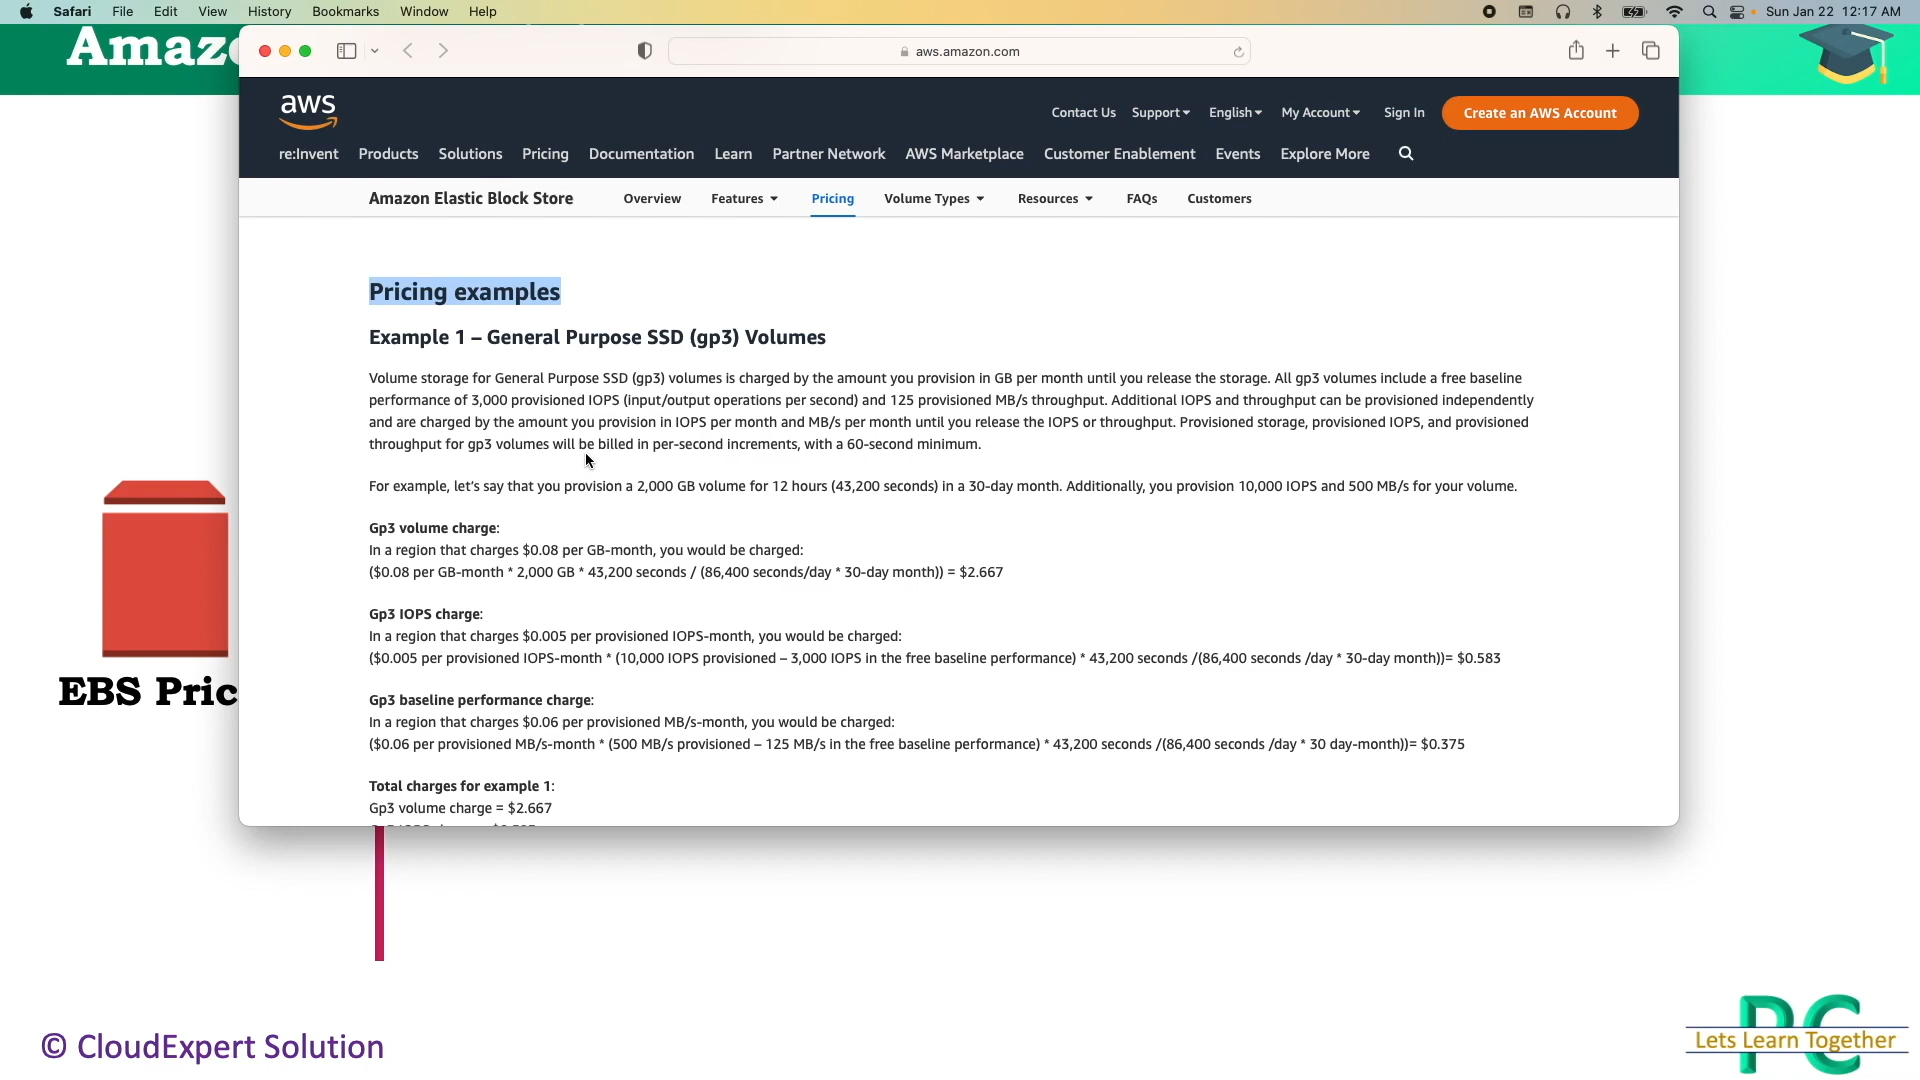 Safari File Edit View History Bookmarks Window Help Sun Jan 22 12:17 AM
Amaz
aws.amazon.com
aws
Contact Us Support English My Account Sign In Create an AWS Account
re:Invent Products Solutions Pricing Documentation Learn Partner Network AWS Marketplace Customer Enablement Events Explore More
Amazon Elastic Block Store Overview Features Pricing Volume Types Resources FAQs Customers
Pricing examples
Example 1 – General Purpose SSD (gp3) Volumes
Volume storage for General Purpose SSD (gp3) volumes is charged by the amount you provision in GB per month until you release the storage. All gp3 volumes include a free baseline
performance of 3,000 provisioned IOPS (input/output operations per second) and 125 provisioned MB/s throughput. Additional IOPS and throughput can be provisioned independently
and are charged by the amount you provision in IOPS per month and MB/s per month until you release the IOPS or throughput. Provisioned storage, provisioned IOPS, and provisioned
throughput for gp3 volumes will be billed in per-second increments, with a 60-second minimum.
For example, let’s say that you provision a 2,000 GB volume for 12 hours (43,200 seconds) in a 30-day month. Additionally, you provision 10,000 IOPS and 500 MB/s for your volume.
Gp3 volume charge:
In a region that charges $0.08 per GB-month, you would be charged:
($0.08 per GB-month * 2,000 GB * 43,200 seconds / (86,400 seconds/day * 30-day month)) = $2.667
Gp3 IOPS charge:
In a region that charges $0.005 per provisioned IOPS-month, you would be charged:
($0.005 per provisioned IOPS-month * (10,000 IOPS provisioned – 3,000 IOPS in the free baseline performance) * 43,200 seconds /(86,400 seconds /day * 30-day month))= $0.583
Gp3 baseline performance charge:
In a region that charges $0.06 per provisioned MB/s-month, you would be charged:
($0.06 per provisioned MB/s-month * (500 MB/s provisioned – 125 MB/s in the free baseline performance) * 43,200 seconds /(86,400 seconds /day * 30 day-month))= $0.375
Total charges for example 1:
Gp3 volume charge = $2.667
EBS Pric
© CloudExpert Solution
PC
Lets Learn Together